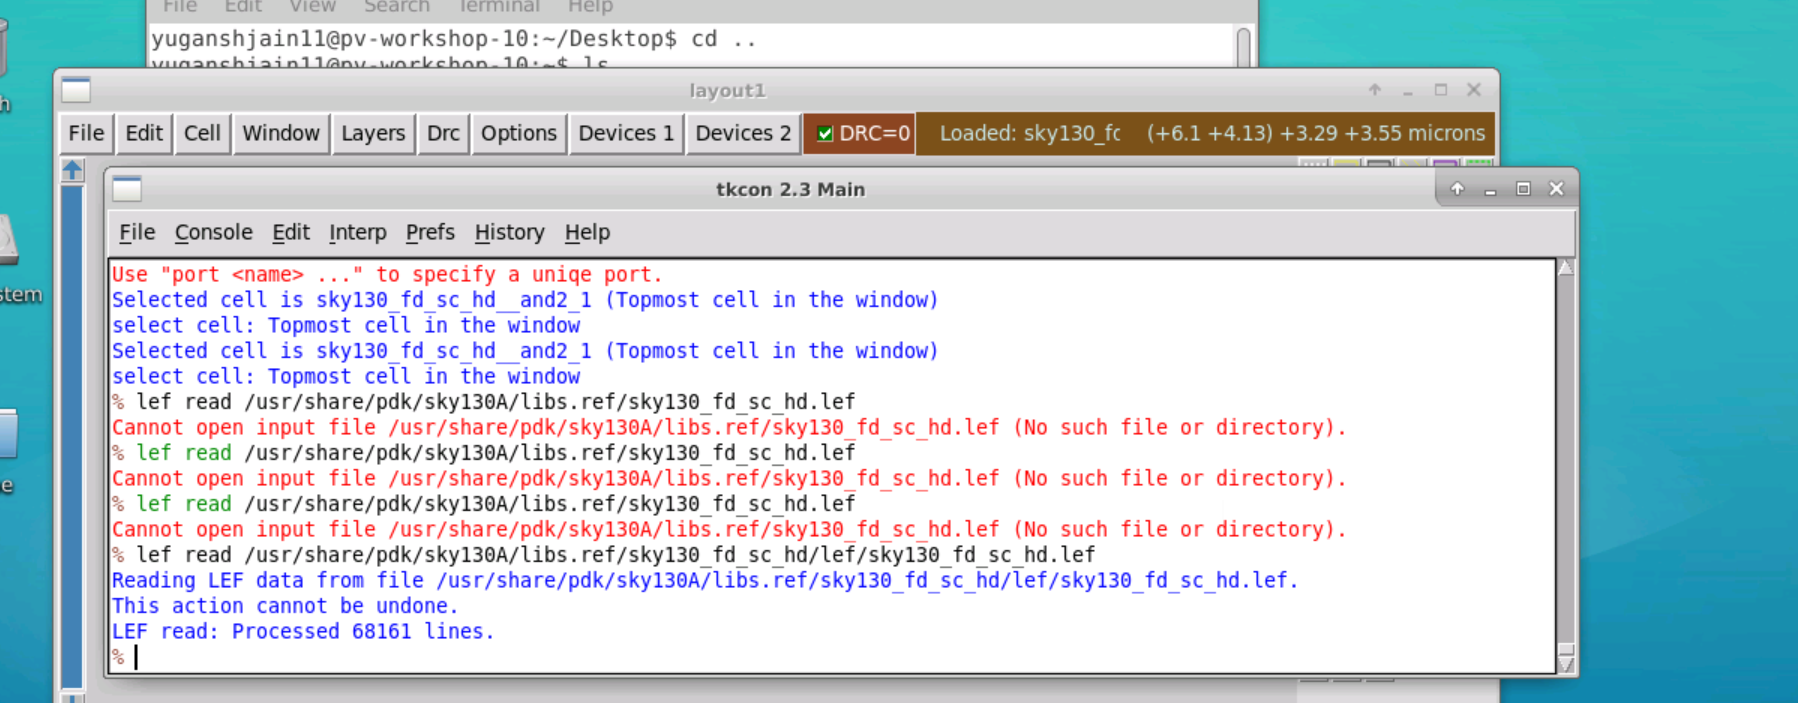 File Edit View Search Terminal Help
yuganshjain11@pv-workshop-10:~/Desktop$ cd ..
yuganshjain11@pv-workshop-10:~$ ls
layout1
File Edit Cell Window Layers Drc Options Devices 1 Devices 2 DRC=0 Loaded: sky130_fc (+6.1 +4.13) +3.29 +3.55 microns
tkcon 2.3 Main
File Console Edit Interp Prefs History Help
Use "port <name> ..." to specify a uniqe port.
Selected cell is sky130_fd_sc_hd__and2_1 (Topmost cell in the window)
select cell: Topmost cell in the window
Selected cell is sky130_fd_sc_hd__and2_1 (Topmost cell in the window)
select cell: Topmost cell in the window
% lef read /usr/share/pdk/sky130A/libs.ref/sky130_fd_sc_hd.lef
Cannot open input file /usr/share/pdk/sky130A/libs.ref/sky130_fd_sc_hd.lef (No such file or directory).
% lef read /usr/share/pdk/sky130A/libs.ref/sky130_fd_sc_hd.lef
Cannot open input file /usr/share/pdk/sky130A/libs.ref/sky130_fd_sc_hd.lef (No such file or directory).
% lef read /usr/share/pdk/sky130A/libs.ref/sky130_fd_sc_hd.lef
Cannot open input file /usr/share/pdk/sky130A/libs.ref/sky130_fd_sc_hd.lef (No such file or directory).
% lef read /usr/share/pdk/sky130A/libs.ref/sky130_fd_sc_hd/lef/sky130_fd_sc_hd.lef
Reading LEF data from file /usr/share/pdk/sky130A/libs.ref/sky130_fd_sc_hd/lef/sky130_fd_sc_hd.lef.
This action cannot be undone.
LEF read: Processed 68161 lines.
%